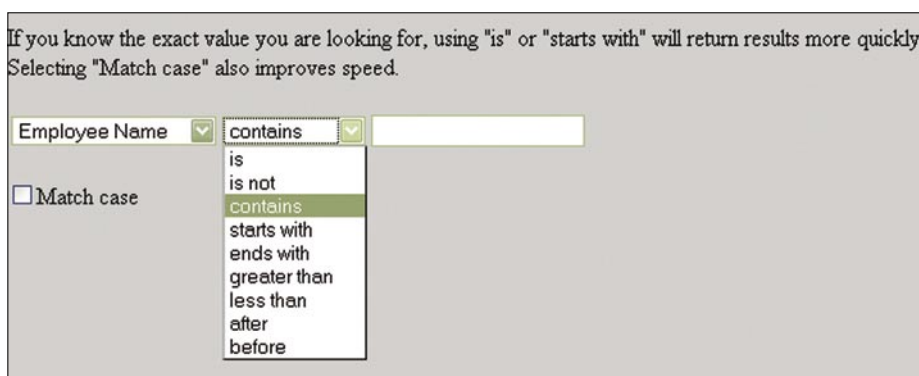 If you know the exact value you are looking for, using "is" or "starts with" will return results more quickly
Selecting "Match case" also improves speed.
Employee Name contains
is
is not
Match case
contains
starts with
ends with
greater than
less than
after
before